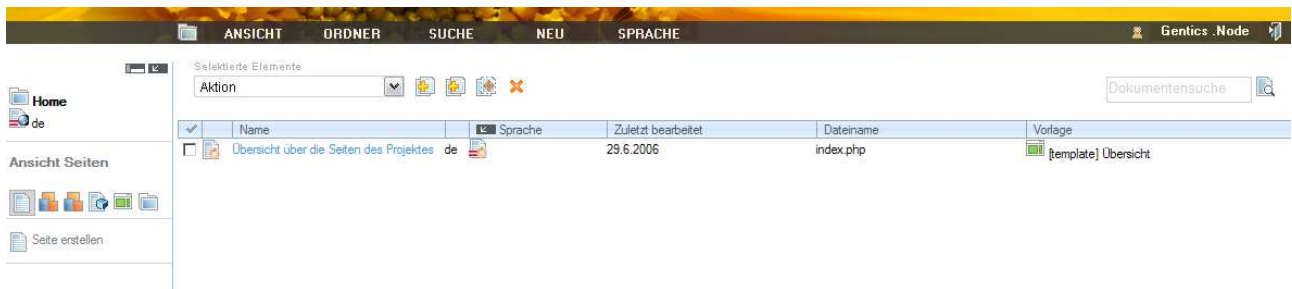 ANSICHT ORDNER SUCHE NEU SPRACHE Gentics .Node
Selektierte Elemente
Aktion
Dokumentensuche
Home
de
Name Sprache Zuletzt bearbeitet Dateiname Vorlage
Übersicht über die Seiten des Projektes de 29.6.2006 index.php [template] Übersicht
Ansicht Seiten
Seite erstellen